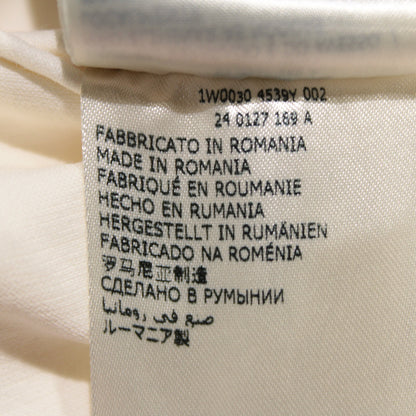 1W0030 4539Y 002
24 0127 169 A
FABBRICATO IN ROMANIA
MADE IN ROMANIA
FABRIQUÉ EN ROUMANIE
HECHO EN RUMANIA
HERGESTELLT IN RUMÄNIEN
FABRICADO NA ROMÉNIA
罗马尼亚制造
СДЕЛАНО В РУМЫНИИ
صنع في رومانيا
ルーマニア製